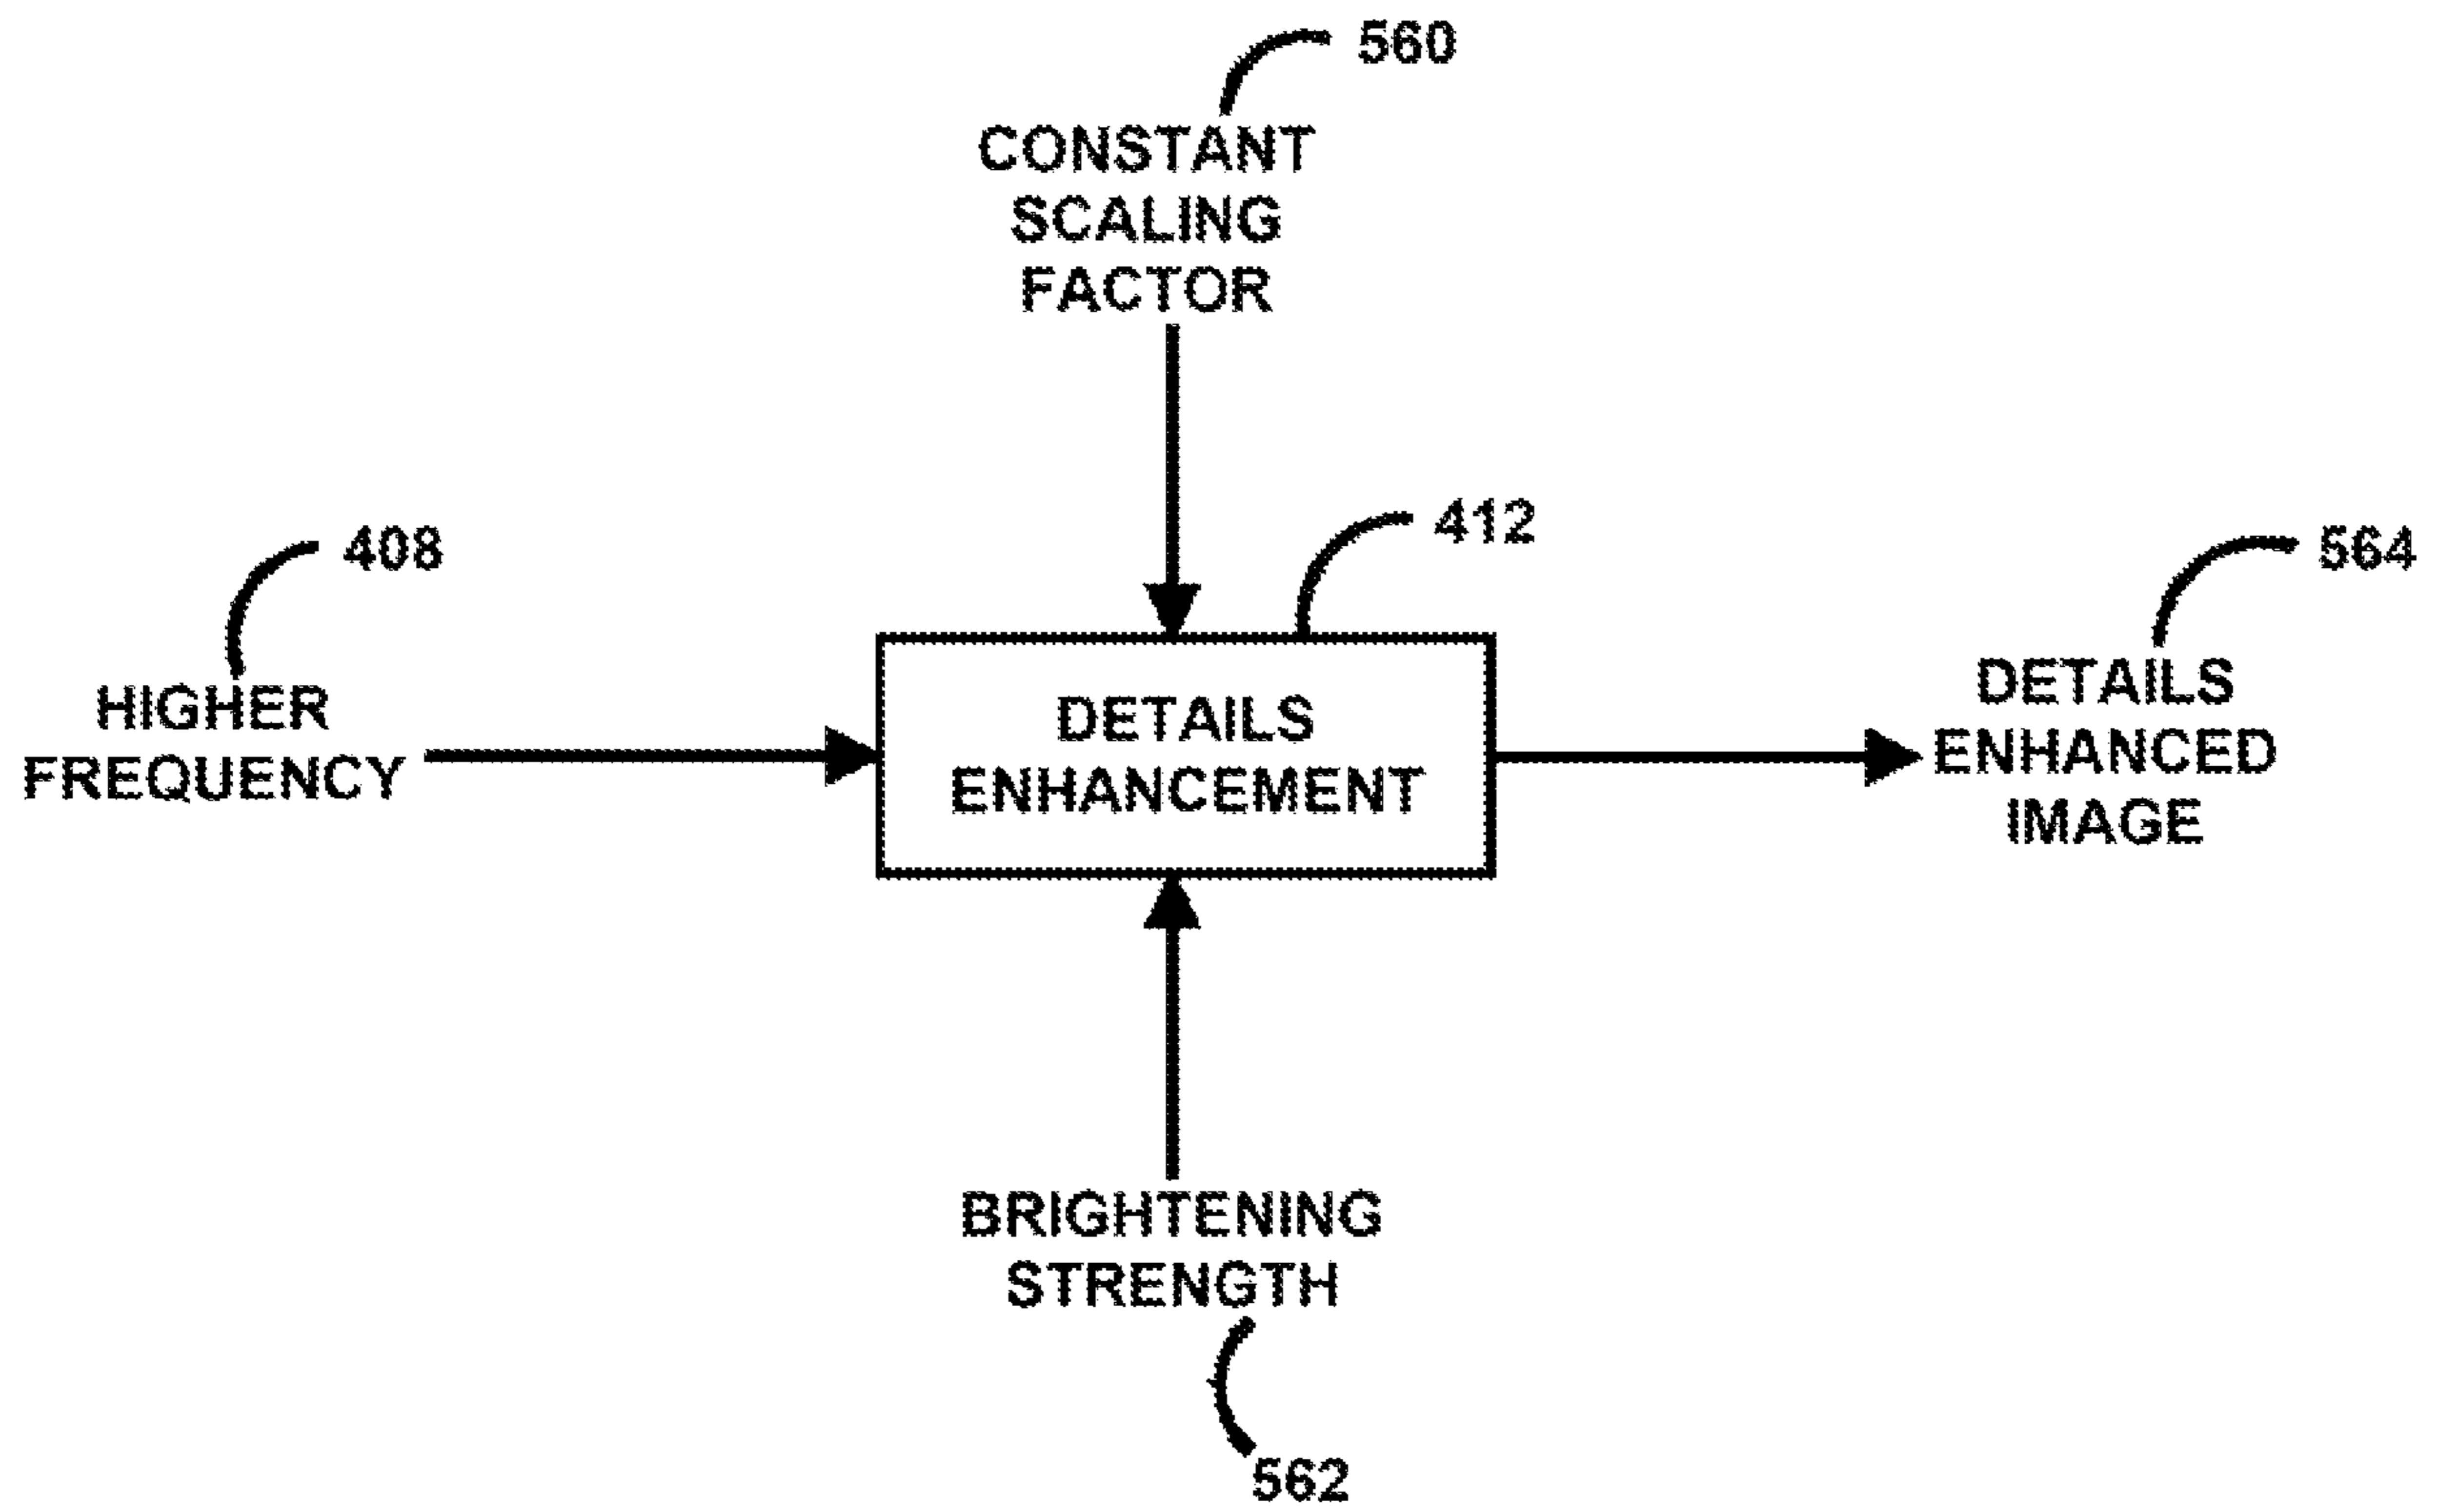 560
CONSTANT
SCALING
FACTOR
412
408
564
HIGHER
FREQUENCY
DETAILS
ENHANCEMENT
DETAILS
ENHANCED
IMAGE
BRIGHTENING
STRENGTH
562